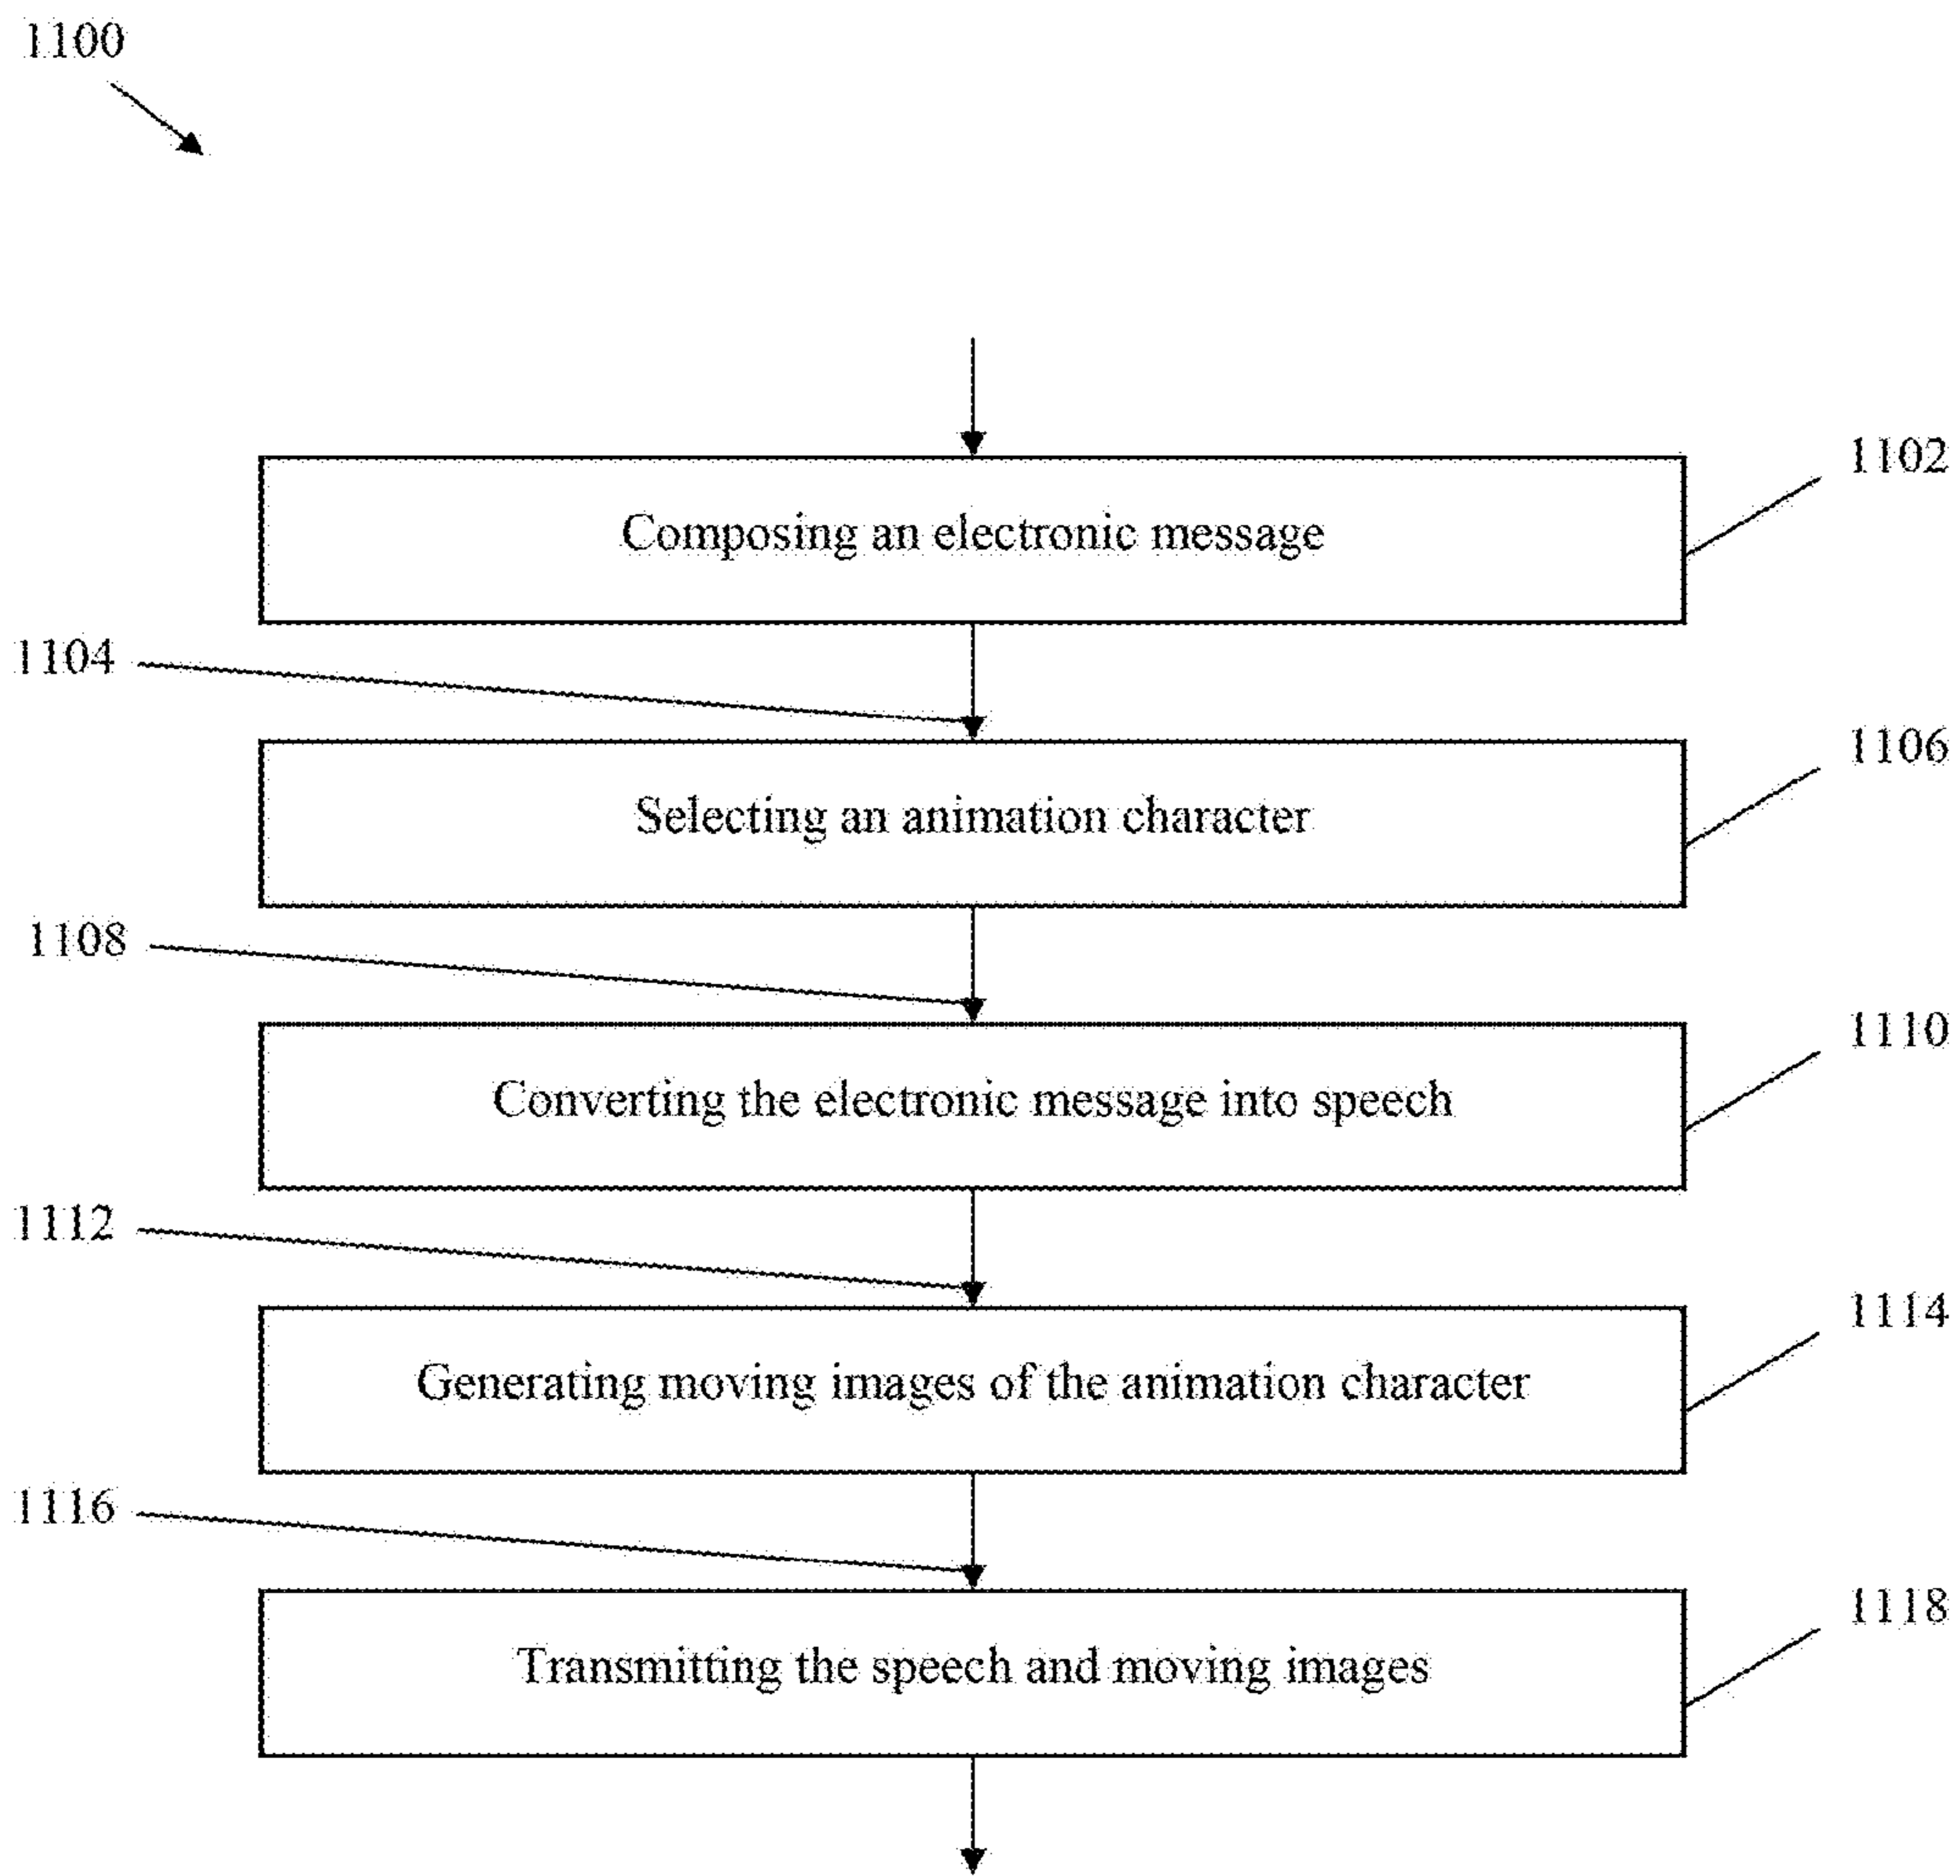 1100
1102
Composing an electronic message
1104
1106
Selecting an animation character
1108
1110
Converting the electronic message into speech
1112
1114
Generating moving images of the animation character
1116
1118
Transmitting the speech and moving images